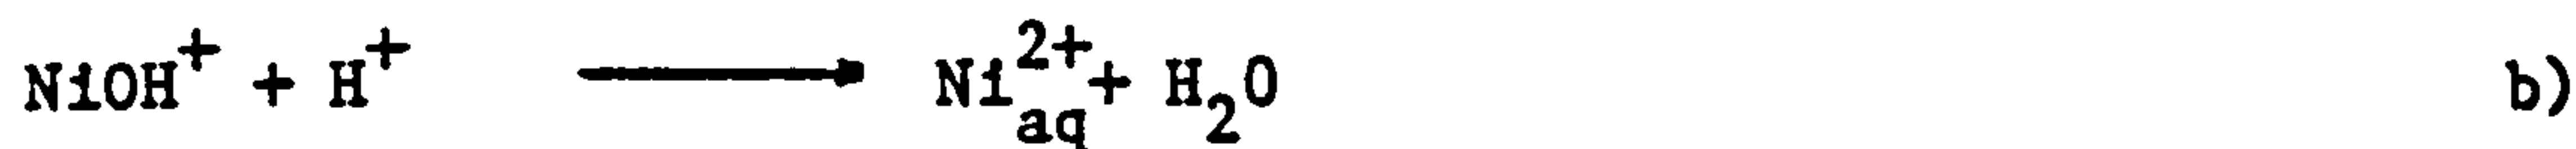 NiOH⁺ + H⁺ ⟶ Ni²⁺aq + H₂O b)